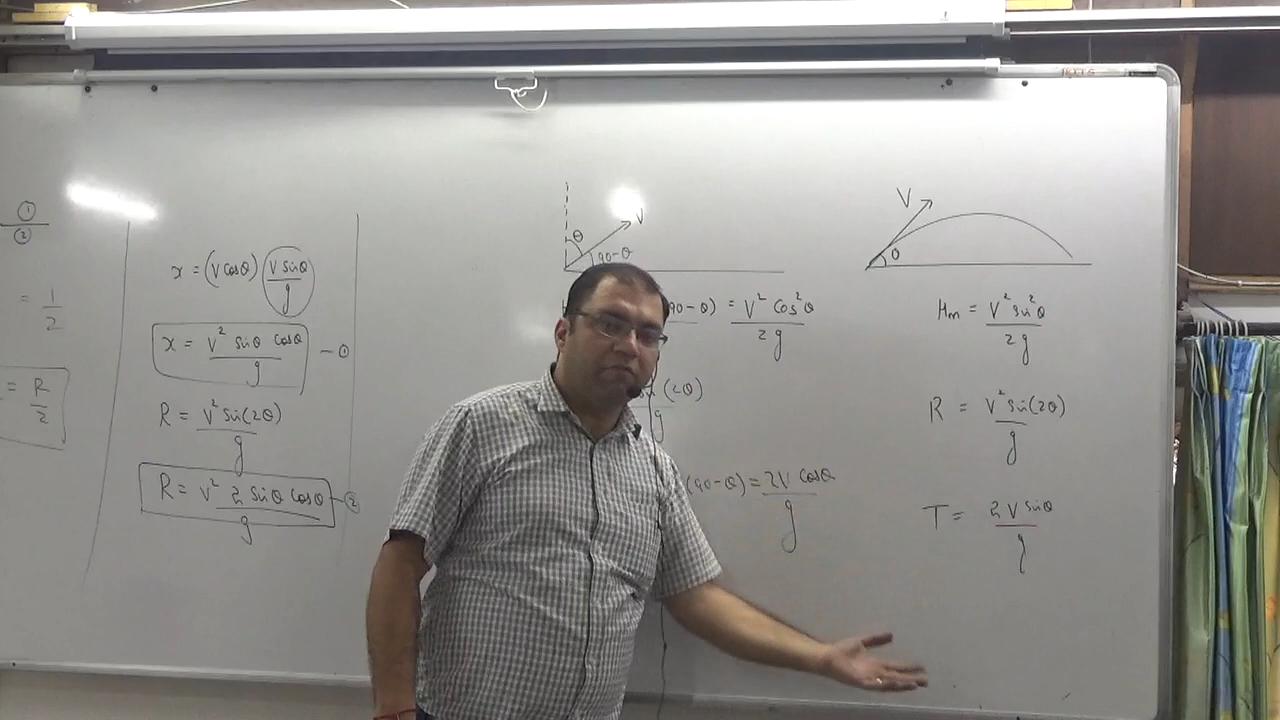 ①
②
= 1/2
= R/2
x = (V cosθ) (V sinθ / g)
x = V² sinθ cosθ / g — ①
R = V² sin(2θ) / g
R = V² 2 sinθ cosθ / g — ②
V
θ
90-θ
90-θ) = V² cos²θ / 2g
(2θ)
g
(90-θ) = 2V cosθ / g
V
θ
Hm = V² sin²θ / 2g
R = V² sin(2θ) / g
T = 2V sinθ / g